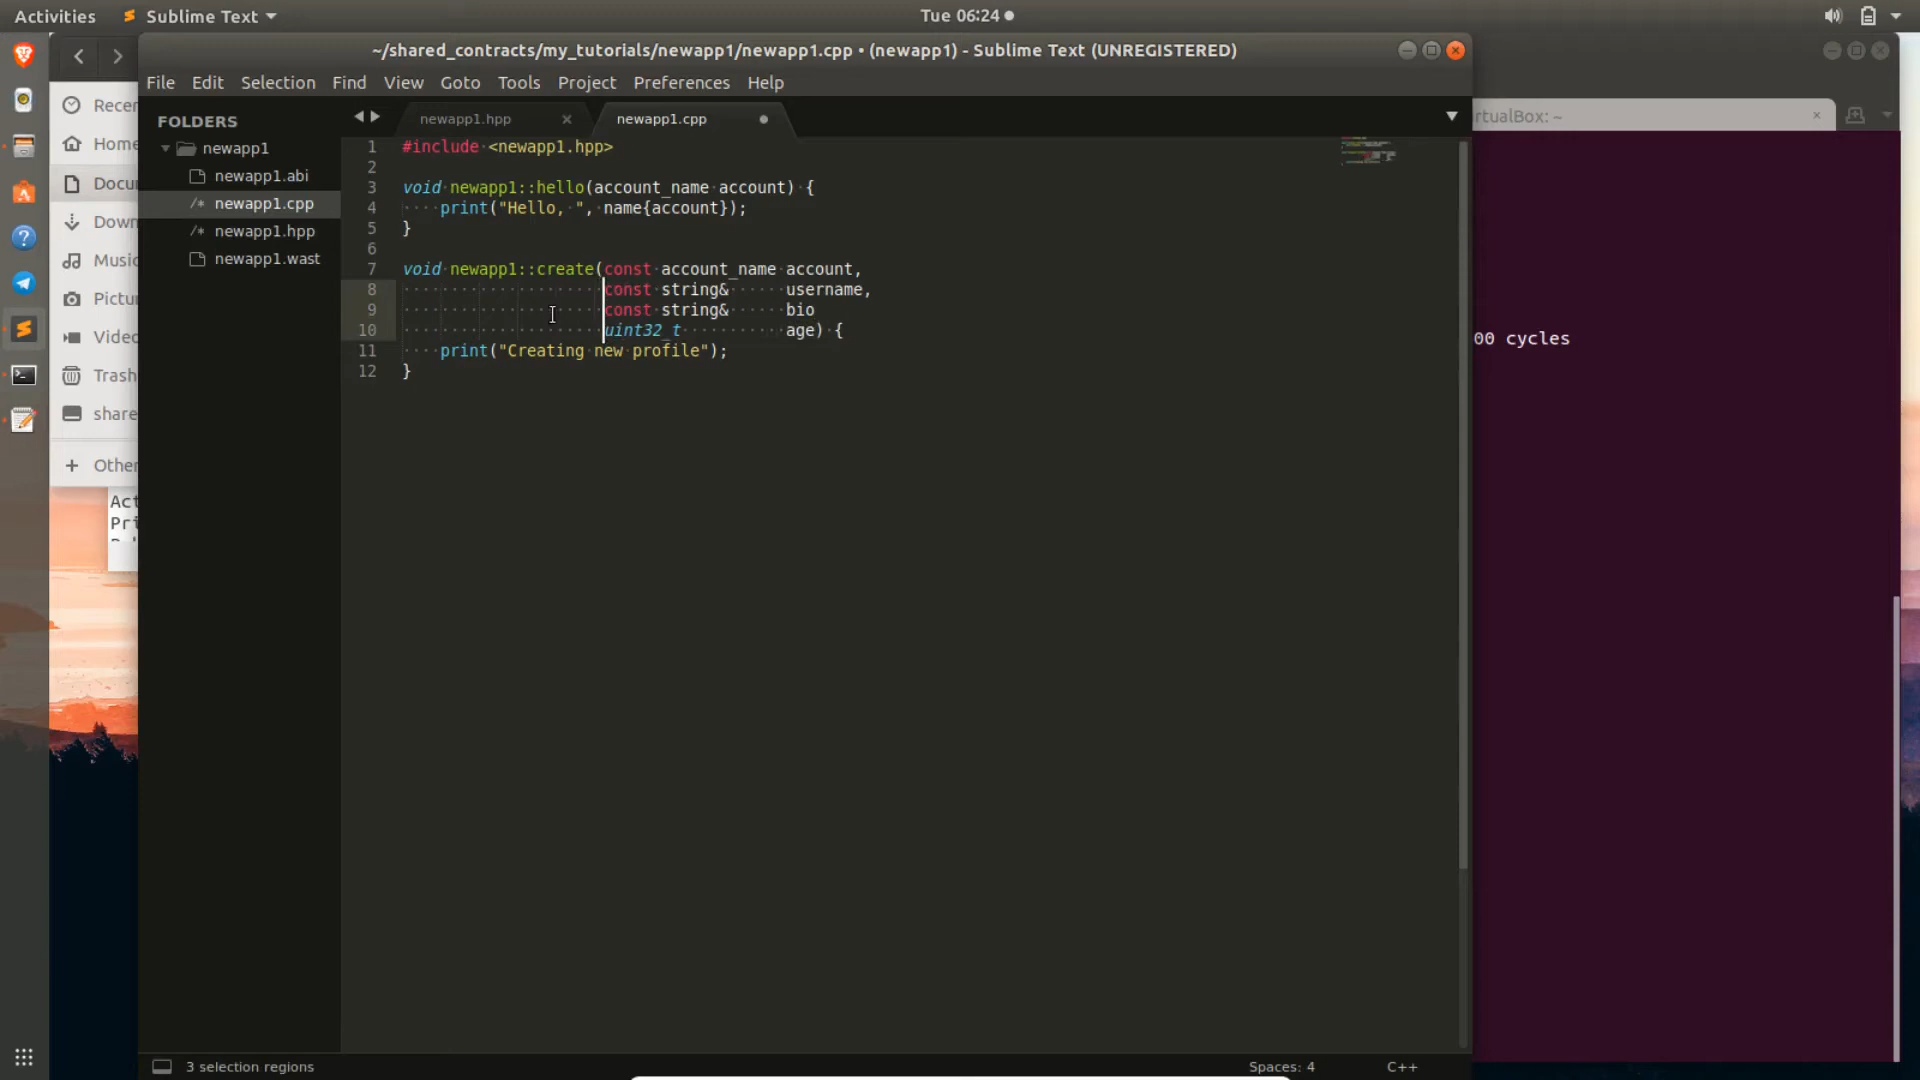 Activities
Sublime Text
Tue 06:24
~/shared_contracts/my_tutorials/newapp1/newapp1.cpp • (newapp1) - Sublime Text (UNREGISTERED)
File Edit Selection Find View Goto Tools Project Preferences Help
FOLDERS
newapp1
newapp1.abi
/* newapp1.cpp
/* newapp1.hpp
newapp1.wast
newapp1.hpp
newapp1.cpp
1 #include <newapp1.hpp>
2
3 void newapp1::hello(account_name account) {
4 print("Hello, ", name{account});
5 }
6
7 void newapp1::create(const account_name account,
8 const string& username,
9 const string& bio
10 uint32_t age) {
11 print("Creating new profile");
12 }
3 selection regions
Spaces: 4
C++
Recen
Home
Docu
Down
Music
Pictur
Video
Trash
share
+ Other
Act
Pri
rtualBox: ~
00 cycles